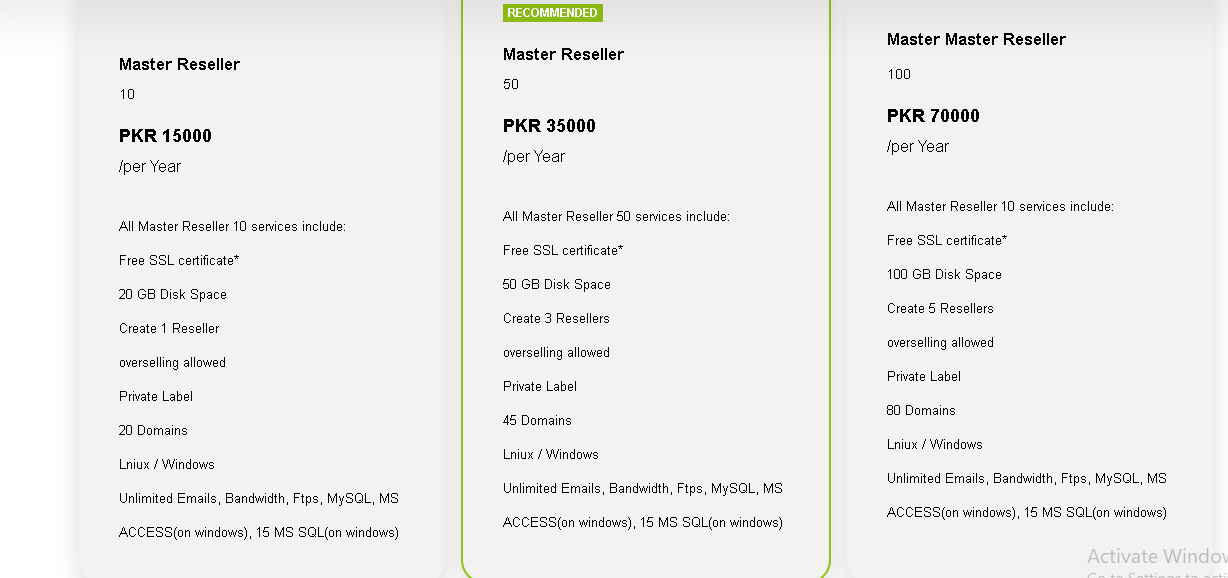 Master Reseller
10
PKR 15000
/per Year
All Master Reseller 10 services include:
Free SSL certificate*
20 GB Disk Space
Create 1 Reseller
overselling allowed
Private Label
20 Domains
Lniux / Windows
Unlimited Emails, Bandwidth, Ftps, MySQL, MS
ACCESS(on windows), 15 MS SQL(on windows)
RECOMMENDED
Master Reseller
50
PKR 35000
/per Year
All Master Reseller 50 services include:
Free SSL certificate*
50 GB Disk Space
Create 3 Resellers
overselling allowed
Private Label
45 Domains
Lniux / Windows
Unlimited Emails, Bandwidth, Ftps, MySQL, MS
ACCESS(on windows), 15 MS SQL(on windows)
Master Master Reseller
100
PKR 70000
/per Year
All Master Reseller 10 services include:
Free SSL certificate*
100 GB Disk Space
Create 5 Resellers
overselling allowed
Private Label
80 Domains
Lniux / Windows
Unlimited Emails, Bandwidth, Ftps, MySQL, MS
ACCESS(on windows), 15 MS SQL(on windows)
Activate Window